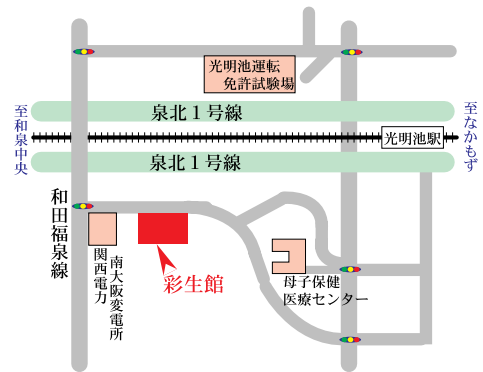 光明池運転
免許試験場
至和泉中央
泉北１号線
至なかもず
光明池駅
泉北１号線
和田福泉線
関西電力
南大阪変電所
彩生館
母子保健
医療センター